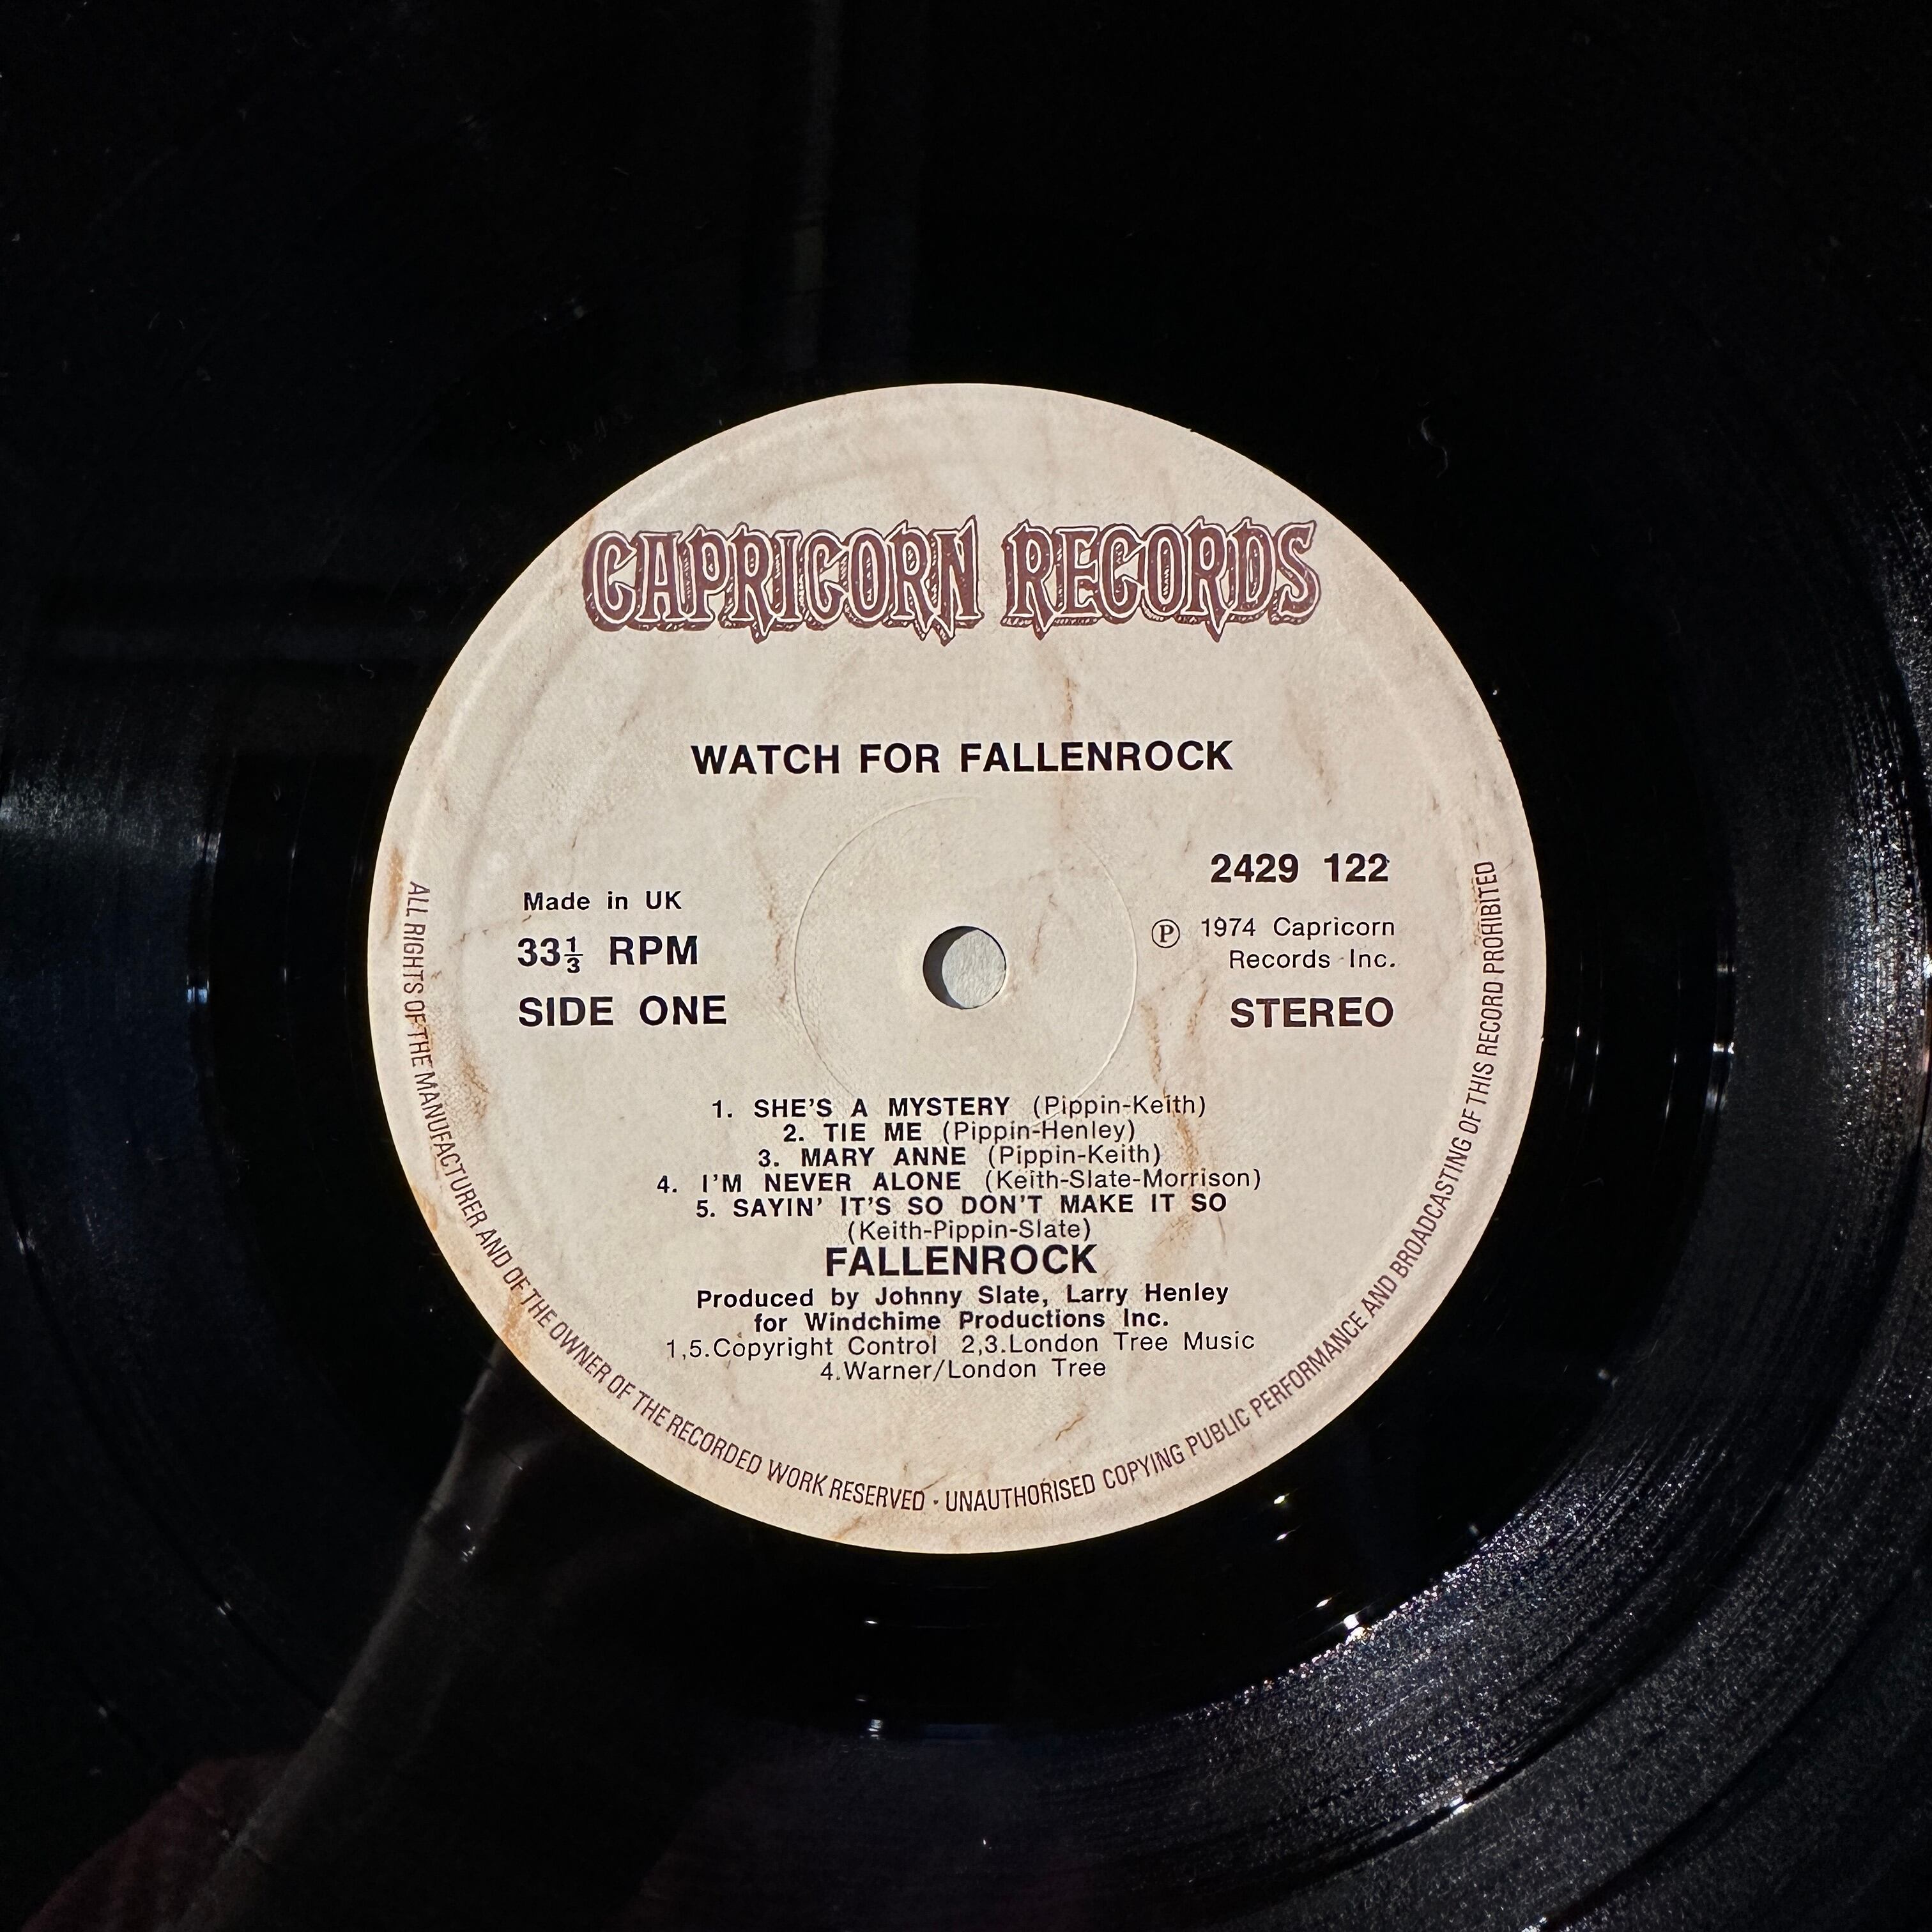 CAPRICORN RECORDS
WATCH FOR FALLENROCK
Made in UK
33⅓ RPM
SIDE ONE
2429 122
Ⓟ 1974 Capricorn
Records Inc.
STEREO
1. SHE'S A MYSTERY (Pippin-Keith)
2. TIE ME (Pippin-Henley)
3. MARY ANNE (Pippin-Keith)
4. I'M NEVER ALONE (Keith-Slate-Morrison)
5. SAYIN' IT'S SO DON'T MAKE IT SO
(Keith-Pippin-Slate)
FALLENROCK
Produced by Johnny Slate, Larry Henley
for Windchime Productions Inc.
1,5.Copyright Control 2,3.London Tree Music
4.Warner/London Tree
ALL RIGHTS OF THE MANUFACTURER AND OF THE OWNER OF THE RECORDED WORK RESERVED · UNAUTHORISED COPYING PUBLIC PERFORMANCE AND BROADCASTING OF THIS RECORD PROHIBITED